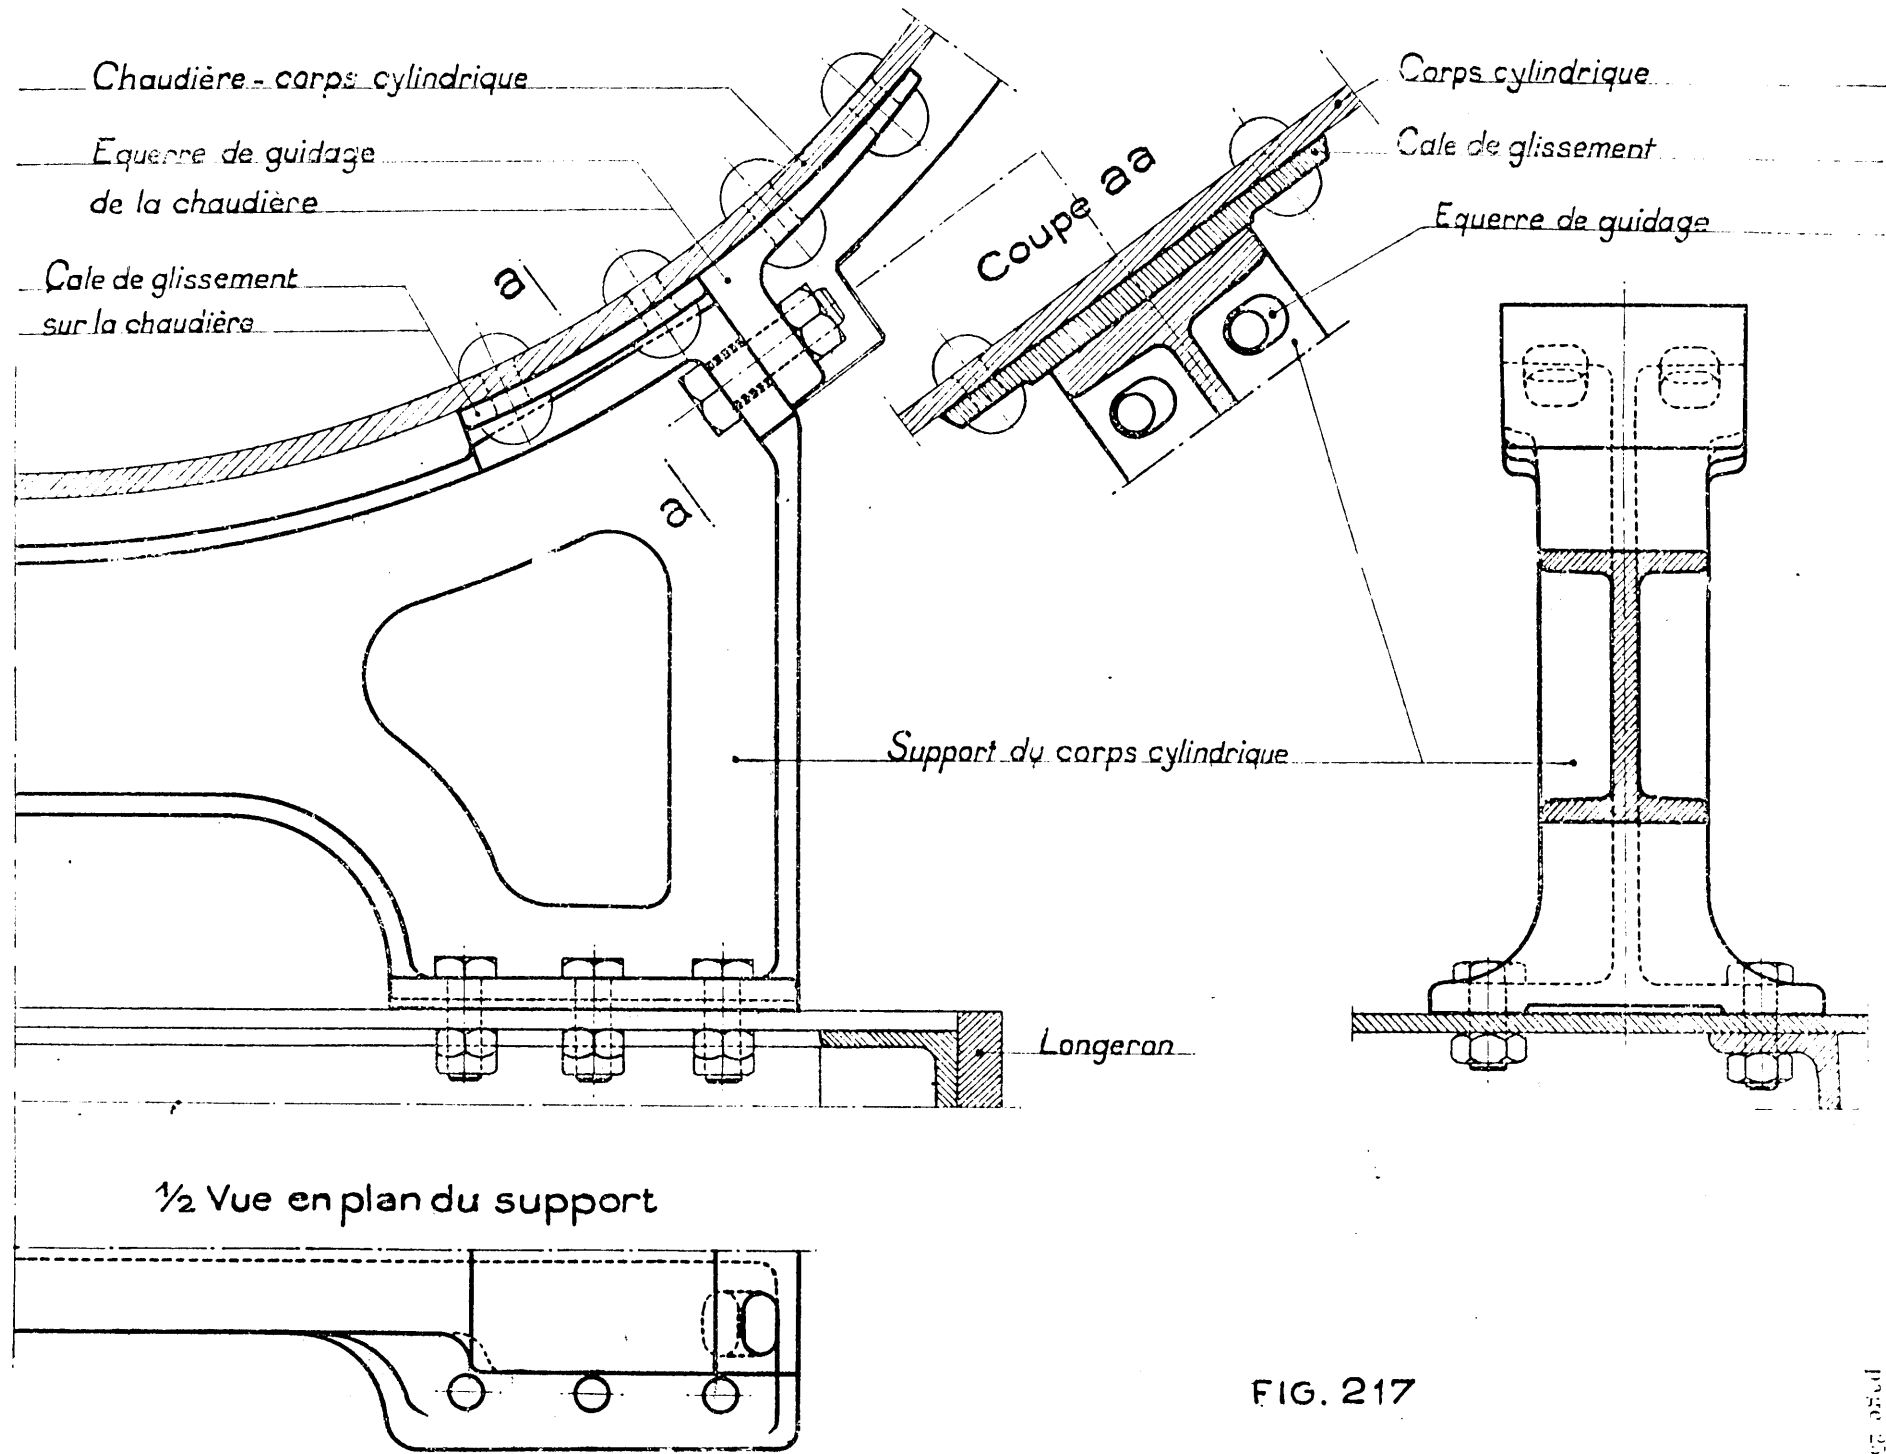 Chaudière - corps cylindrique
Equerre de guidage
de la chaudière
Cale de glissement
sur la chaudière
a
a
Coupe aa
Corps cylindrique
Cale de glissement
Equerre de guidage
Support du corps cylindrique
Longeron
½ Vue en plan du support
FIG. 217